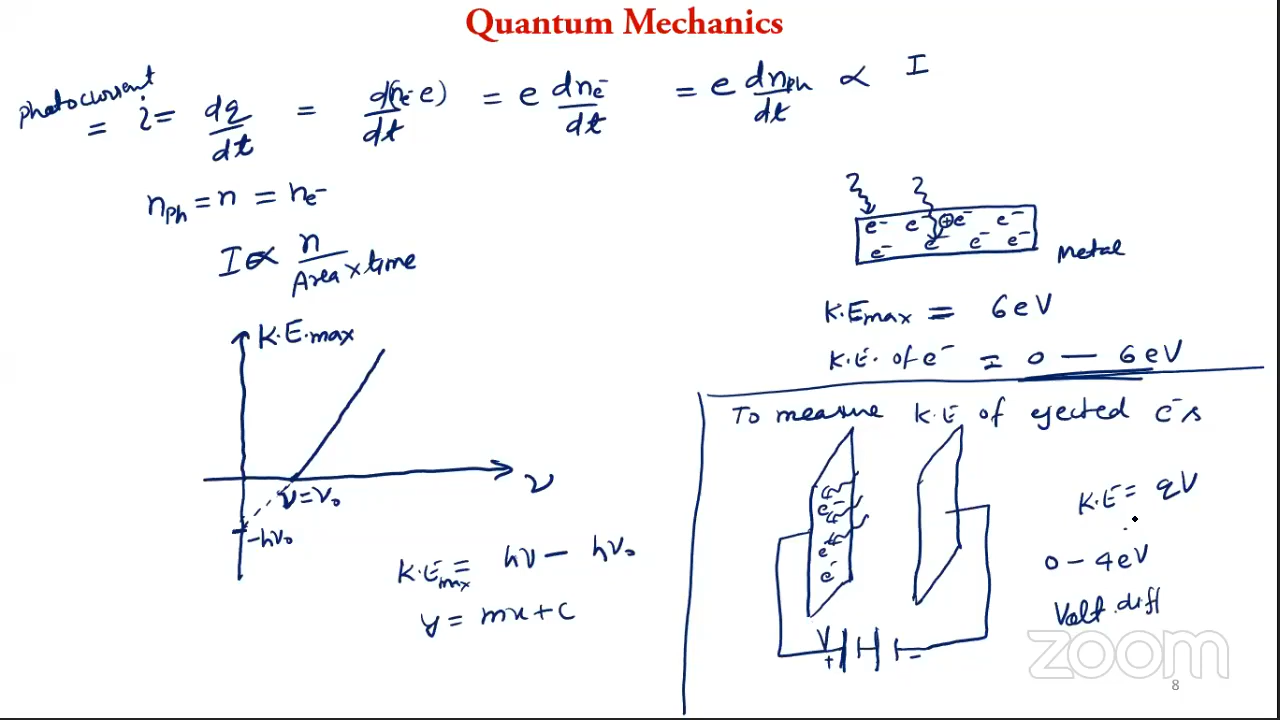 Quantum Mechanics
photocurrent
= i = dq/dt = d(ne- e)/dt = e dne-/dt = e dnPh/dt ∝ I
nPh = n = ne-
I ∝ n/Area × time
K.E.max
ν
ν=ν₀
-hν₀
K.Emax = hν – hν₀
y = mx + c
e- e- ⊕e- e-
e- e- e- e-
Metal
K.Emax = 6eV
K.E. of e- = 0 — 6eV
To measure K.E of ejected e-s
e-
e-
e-
K.E = qV
0 – 4eV
Volt. diff
V
+ -
zoom
8